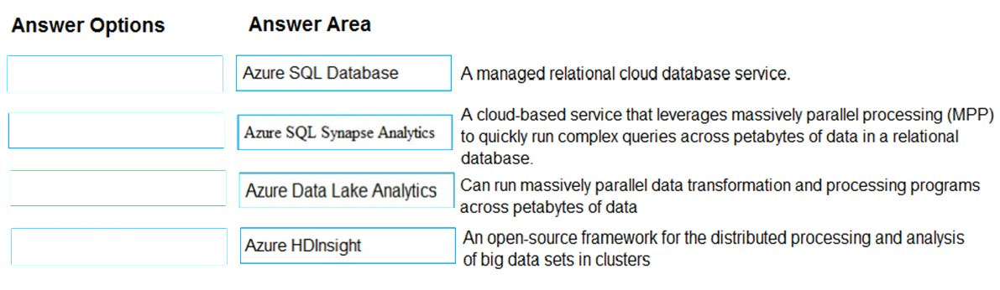 Answer Options
Answer Area
Azure SQL Database
A managed relational cloud database service.
Azure SQL Synapse Analytics
A cloud-based service that leverages massively parallel processing (MPP)
to quickly run complex queries across petabytes of data in a relational
database.
Azure Data Lake Analytics
Can run massively parallel data transformation and processing programs
across petabytes of data
Azure HDInsight
An open-source framework for the distributed processing and analysis
of big data sets in clusters